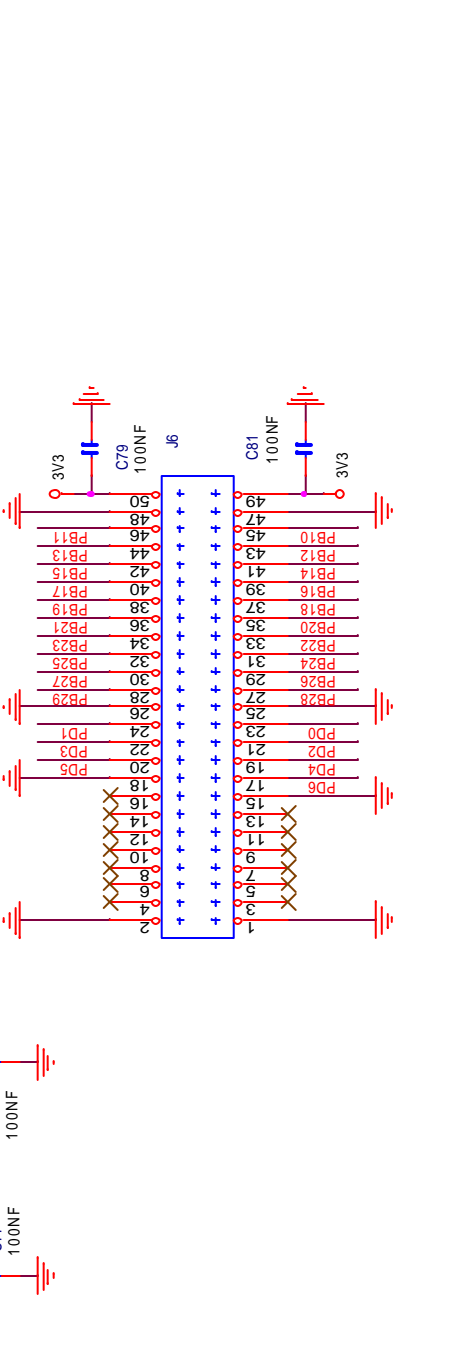 3V3
C79
100NF
J6
C81
100NF
3V3
50 49
48 47
PB11 46 45 PB10
PB13 44 43 PB12
PB15 42 41 PB14
PB17 40 39 PB16
PB19 38 37 PB18
PB21 36 35 PB20
PB23 34 33 PB22
PB25 32 31 PB24
PB27 30 29 PB26
PB29 28 27 PB28
26 25
PD1 24 23 PD0
PD3 22 21 PD2
PD5 20 19 PD4
18 17 PD6
16 15
14 13
12 11
10 9
8 7
6 5
4 3
2 1
100NF
100NF